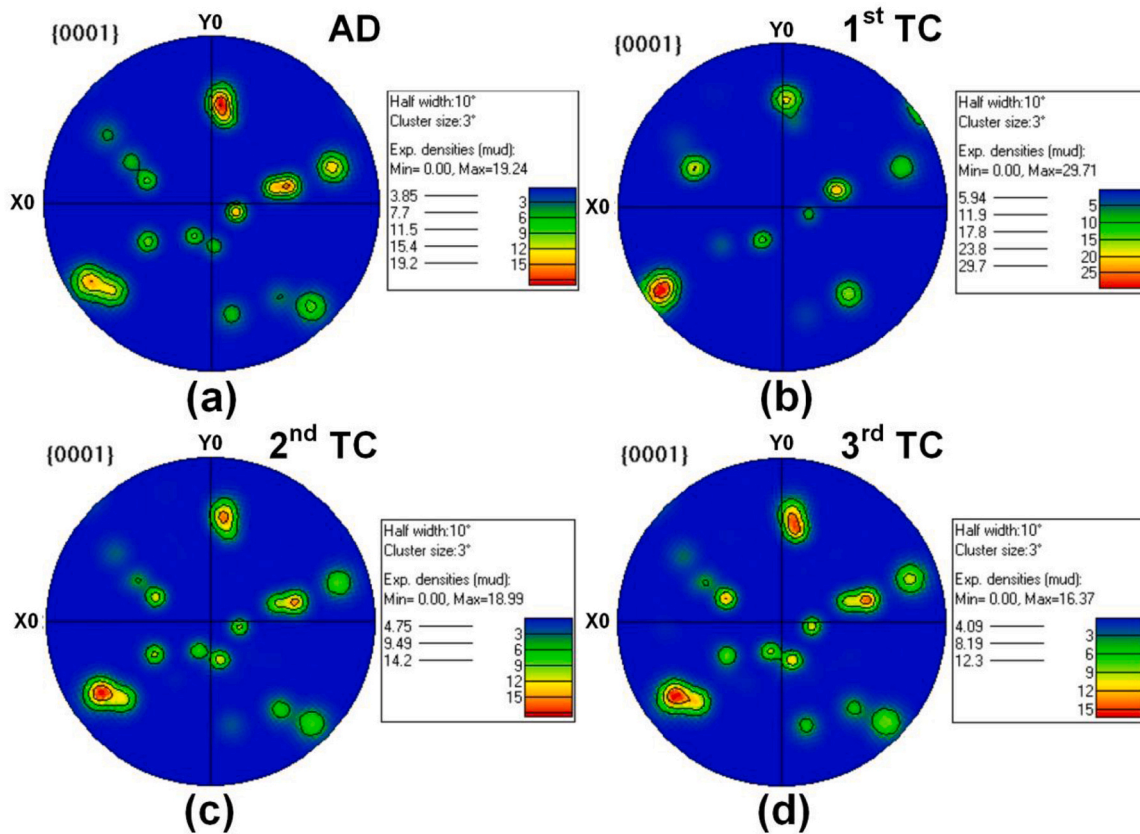 {0001}
Y0
AD
X0
Half width:10°
Cluster size:3°
Exp. densities (mud):
Min= 0.00, Max=19.24
3.85
7.7
11.5
15.4
19.2
3
6
9
12
15
(a)
{0001}
Y0
1st TC
X0
Half width:10°
Cluster size:3°
Exp. densities (mud):
Min= 0.00, Max=29.71
5.94
11.9
17.8
23.8
29.7
5
10
15
20
25
(b)
{0001}
Y0
2nd TC
X0
Half width:10°
Cluster size:3°
Exp. densities (mud):
Min= 0.00, Max=18.99
4.75
9.49
14.2
3
6
9
12
15
(c)
{0001}
Y0
3rd TC
X0
Half width:10°
Cluster size:3°
Exp. densities (mud):
Min= 0.00, Max=16.37
4.09
8.19
12.3
3
6
9
12
15
(d)